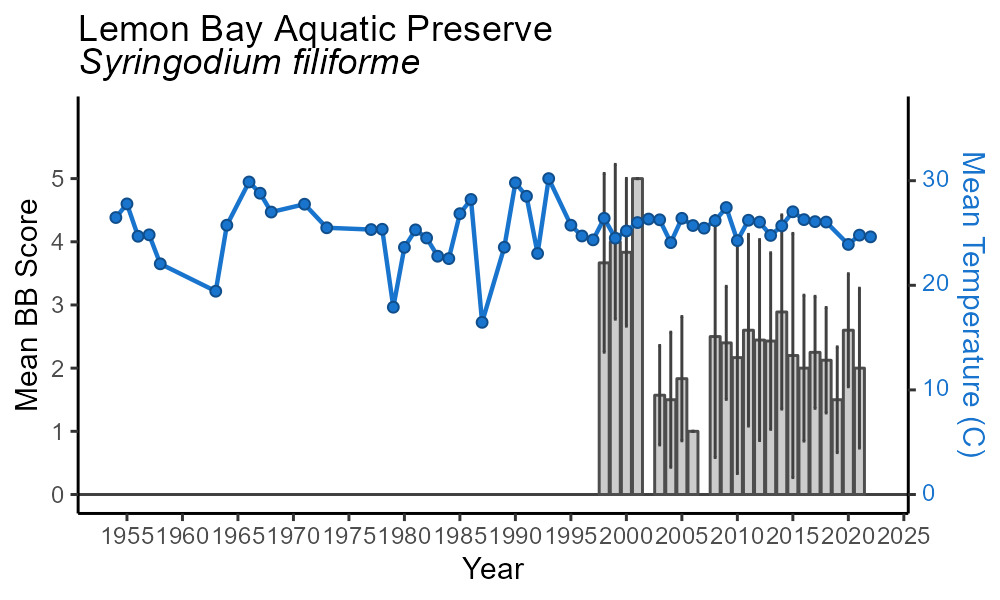 Lemon Bay Aquatic Preserve
Syringodium filiforme
Mean BB Score
5
4
3
2
1
0
30
20
10
0
Mean Temperature (C)
1955 1960 1965 1970 1975 1980 1985 1990 1995 2000 2005 2010 2015 2020 2025
Year